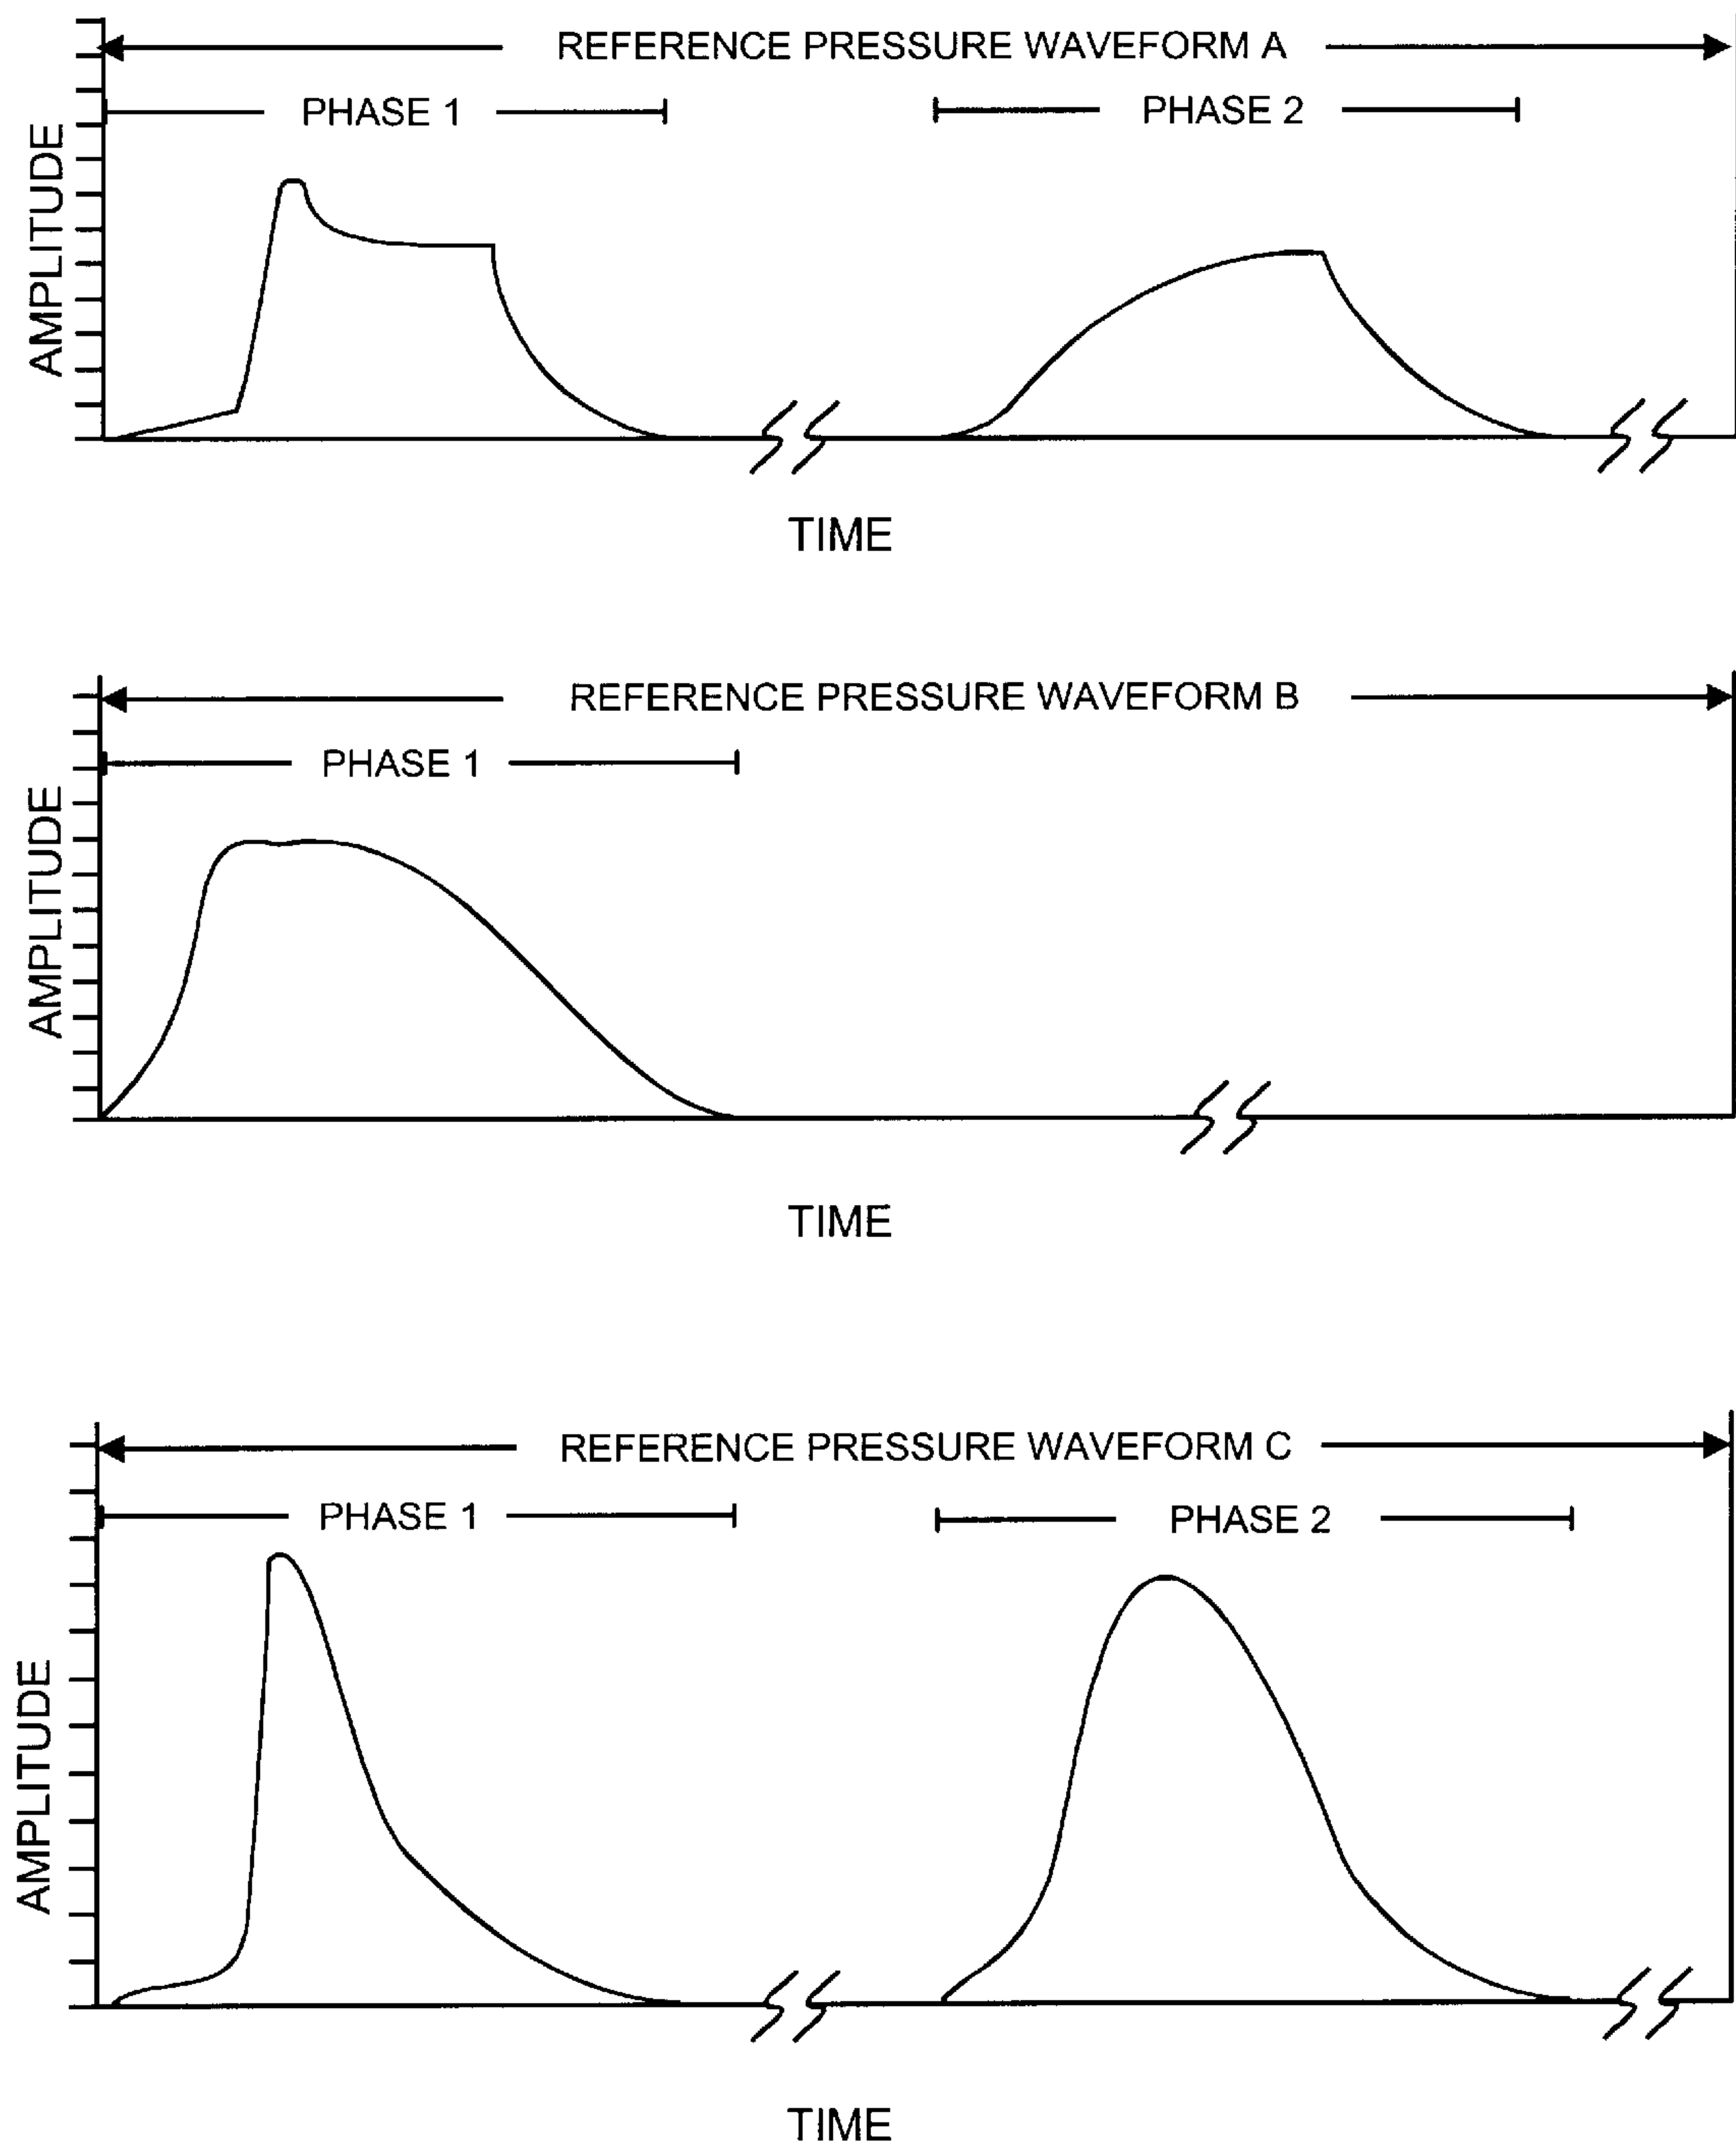 REFERENCE PRESSURE WAVEFORM A
PHASE 1
PHASE 2
AMPLITUDE
TIME
REFERENCE PRESSURE WAVEFORM B
PHASE 1
AMPLITUDE
TIME
REFERENCE PRESSURE WAVEFORM C
PHASE 1
PHASE 2
AMPLITUDE
TIME